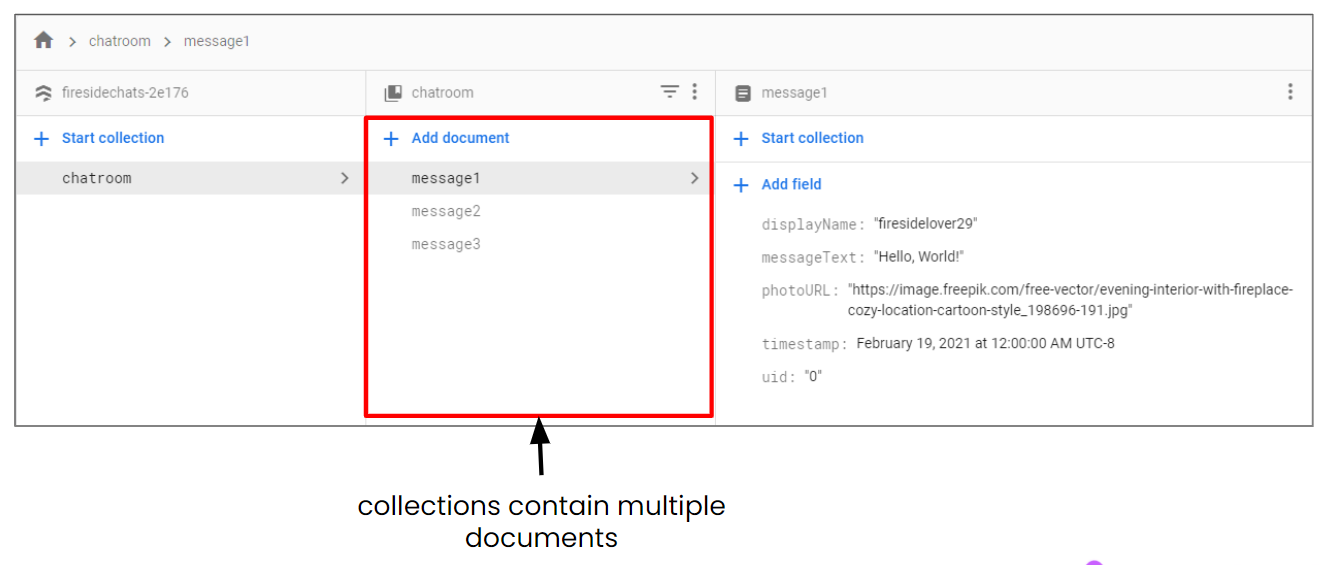 chatroom > message1
firesidechats-2e176
chatroom
message1
+ Start collection
+ Add document
+ Start collection
chatroom
message1
message2
message3
+ Add field
displayName: "firesidelover29"
messageText: "Hello, World!"
photoURL: "https://image.freepik.com/free-vector/evening-interior-with-fireplace-
cozy-location-cartoon-style_198696-191.jpg"
timestamp: February 19, 2021 at 12:00:00 AM UTC-8
uid: "0"
collections contain multiple
documents